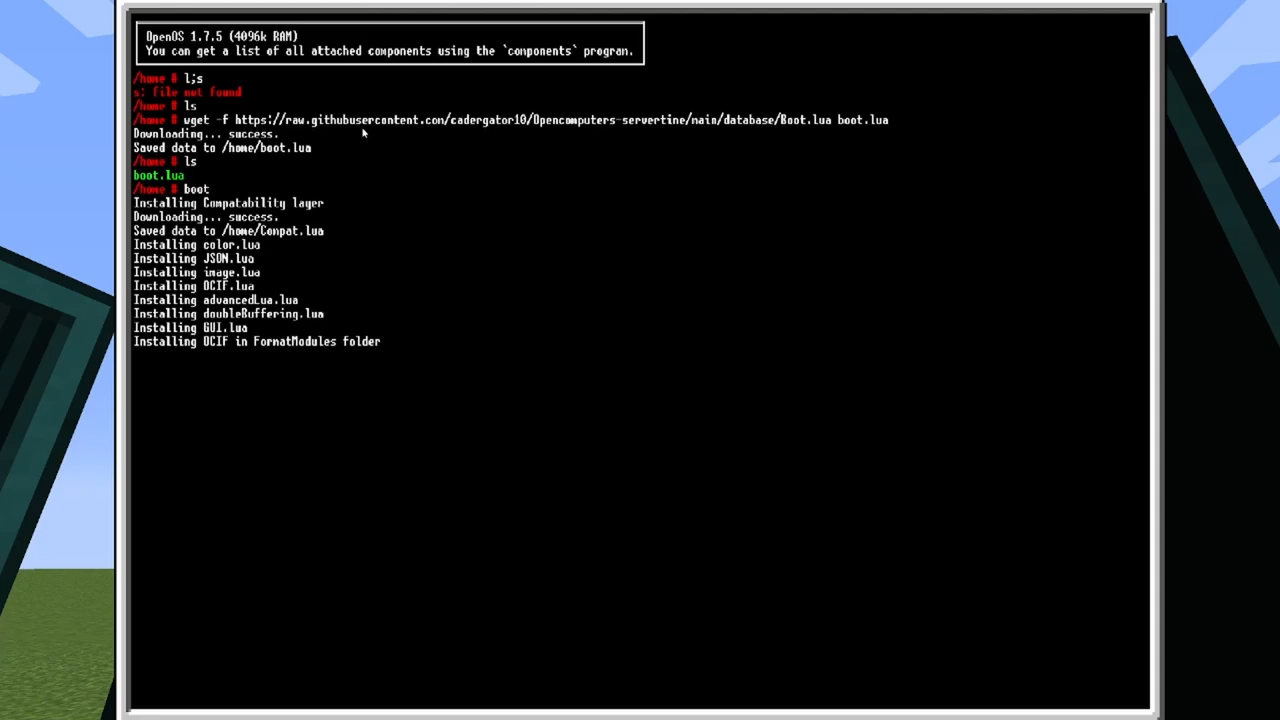 OpenOS 1.7.5 (4096k RAM)
You can get a list of all attached components using the `components` program.
/home # l;s
s: file not found
/home # ls
/home # wget -f https://raw.githubusercontent.com/cadergator10/Opencomputers-servertine/main/database/Boot.lua boot.lua
Downloading... success.
Saved data to /home/boot.lua
/home # ls
boot.lua
/home # boot
Installing Compatability layer
Downloading... success.
Saved data to /home/Compat.lua
Installing color.lua
Installing JSON.lua
Installing image.lua
Installing OCIF.lua
Installing advancedLua.lua
Installing doubleBuffering.lua
Installing GUI.lua
Installing OCIF in FormatModules folder